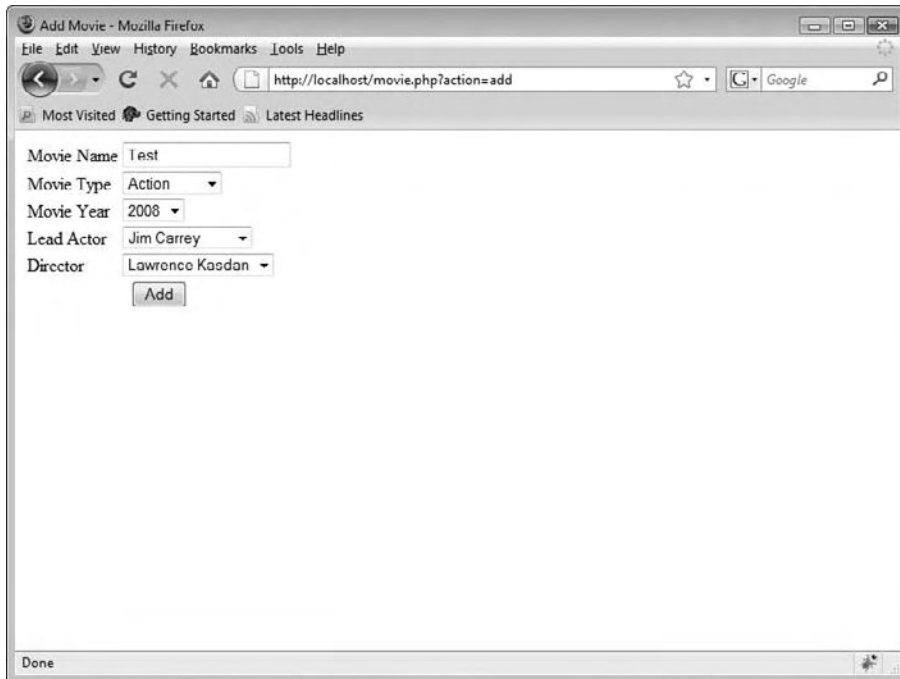 Add Movie - Mozilla Firefox
File Edit View History Bookmarks Tools Help
http://localhost/movie.php?action=add
G Google
Most Visited Getting Started Latest Headlines
Movie Name Test
Movie Type Action
Movie Year 2008
Lead Actor Jim Carrey
Director Lawrence Kasdan
Add
Done